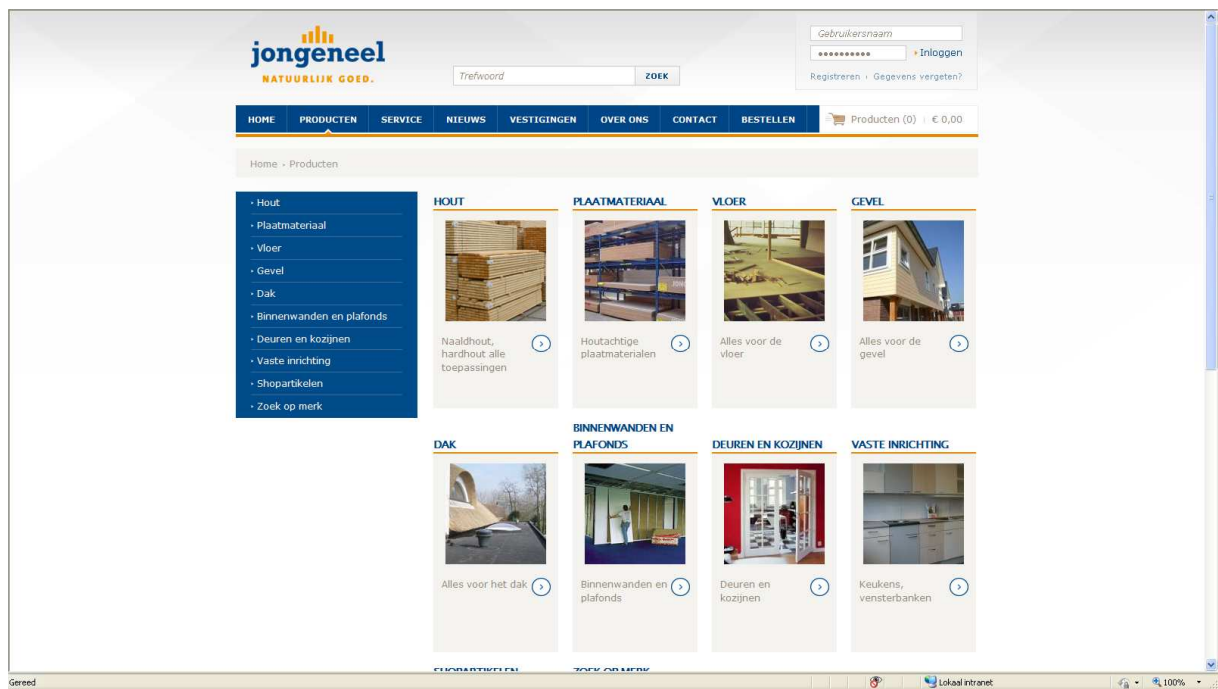 jongeneel
NATUURLIJK GOED.
Trefwoord
ZOEK
Gebruikersnaam
Inloggen
Registreren
Gegevens vergeten?
HOME PRODUCTEN SERVICE NIEUWS VESTIGINGEN OVER ONS CONTACT BESTELLEN
Producten (0) € 0,00
Home Producten
Hout
Plaatmateriaal
Vloer
Gevel
Dak
Binnenwanden en plafonds
Deuren en kozijnen
Vaste inrichting
Shopartikelen
Zoek op merk
HOUT
Naaldhout,
hardhout alle
toepassingen
PLAATMATERIAAL
Houtachtige
plaatmaterialen
VLOER
Alles voor de
vloer
GEVEL
Alles voor de
gevel
DAK
Alles voor het dak
BINNENWANDEN EN
PLAFONDS
Binnenwanden en
plafonds
DEUREN EN KOZIJNEN
Deuren en
kozijnen
VASTE INRICHTING
Keukens,
vensterbanken
SHOPARTIKELEN
ZOEK OP MERK
Gereed
Lokaal intranet
100%